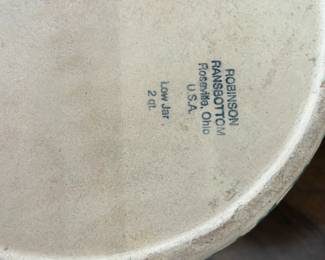 ROBINSON
RANSBOTTOM
Roseville, Ohio
U.S.A.
Low Jar
2 qt.